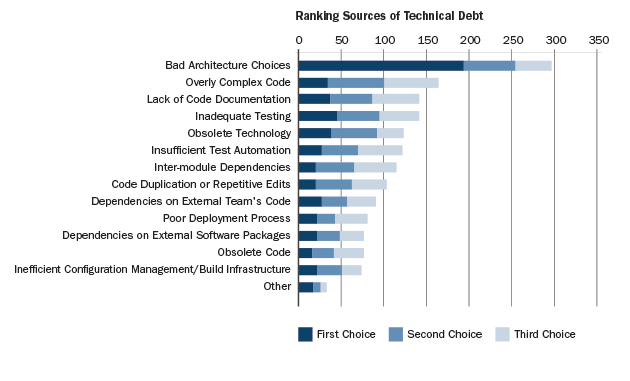 Ranking Sources of Technical Debt
0 50 100 150 200 250 300 350
Bad Architecture Choices
Overly Complex Code
Lack of Code Documentation
Inadequate Testing
Obsolete Technology
Insufficient Test Automation
Inter-module Dependencies
Code Duplication or Repetitive Edits
Dependencies on External Team's Code
Poor Deployment Process
Dependencies on External Software Packages
Obsolete Code
Inefficient Configuration Management/Build Infrastructure
Other
First Choice Second Choice Third Choice